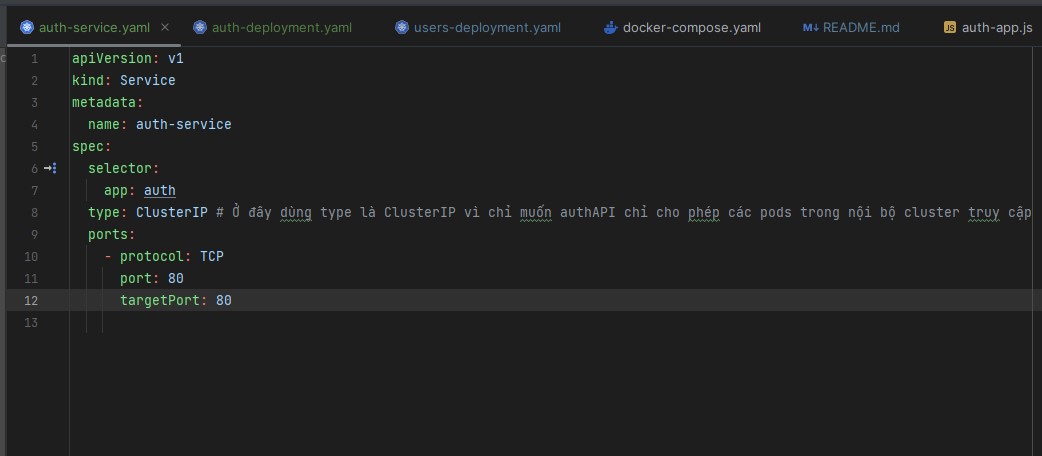 auth-service.yaml auth-deployment.yaml users-deployment.yaml docker-compose.yaml M↓ README.md JS auth-app.js
1 apiVersion: v1
2 kind: Service
3 metadata:
4 name: auth-service
5 spec:
6 selector:
7 app: auth
8 type: ClusterIP # Ở đây dùng type là ClusterIP vì chỉ muốn authAPI chỉ cho phép các pods trong nội bộ cluster truy cập
9 ports:
10 - protocol: TCP
11 port: 80
12 targetPort: 80
13